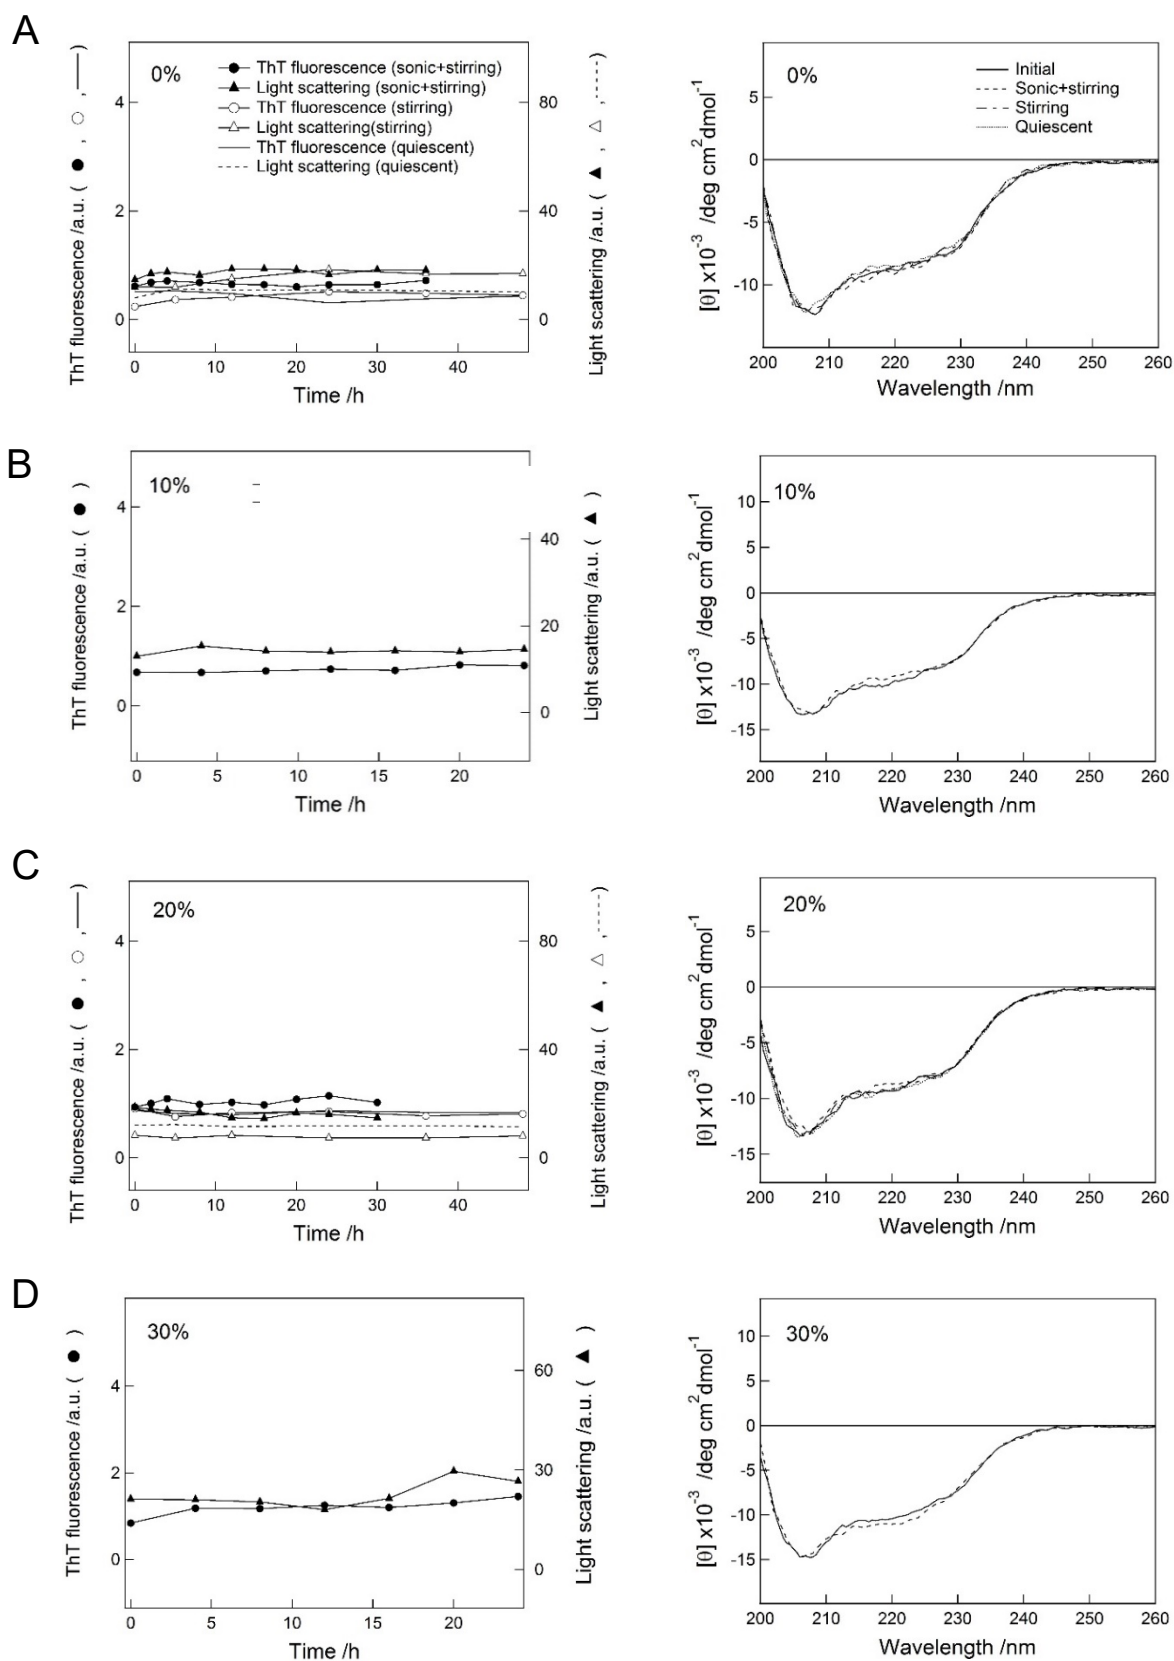 A
ThT fluorescence /a.u. ( ● , ○ , — )
4
2
0
0%
ThT fluorescence (sonic+stirring)
Light scattering (sonic+stirring)
ThT fluorescence (stirring)
Light scattering(stirring)
ThT fluorescence (quiescent)
Light scattering (quiescent)
80
40
0
Light scattering /a.u. ( ▲ , △ , ---- )
0 10 20 30 40
Time /h
[θ] x10⁻³ /deg cm²dmol⁻¹
5
0
-5
-10
0%
Initial
Sonic+stirring
Stirring
Quiescent
200 210 220 230 240 250 260
Wavelength /nm
B
ThT fluorescence /a.u. ( ● )
4
2
0
10%
40
20
0
Light scattering /a.u. ( ▲ )
0 5 10 15 20
Time /h
[θ] x10⁻³ /deg cm²dmol⁻¹
10
5
0
-5
-10
-15
10%
200 210 220 230 240 250 260
Wavelength /nm
C
ThT fluorescence /a.u. ( ● , ○ , — )
4
2
0
20%
80
40
0
Light scattering /a.u. ( ▲ , △ , ---- )
0 10 20 30 40
Time /h
[θ] x10⁻³ /deg cm²dmol⁻¹
5
0
-5
-10
-15
20%
200 210 220 230 240 250 260
Wavelength /nm
D
ThT fluorescence /a.u. ( ● )
4
2
0
30%
60
30
0
Light scattering /a.u. ( ▲ )
0 5 10 15 20
Time /h
[θ] x10⁻³ /deg cm²dmol⁻¹
10
5
0
-5
-10
-15
30%
200 210 220 230 240 250 260
Wavelength /nm